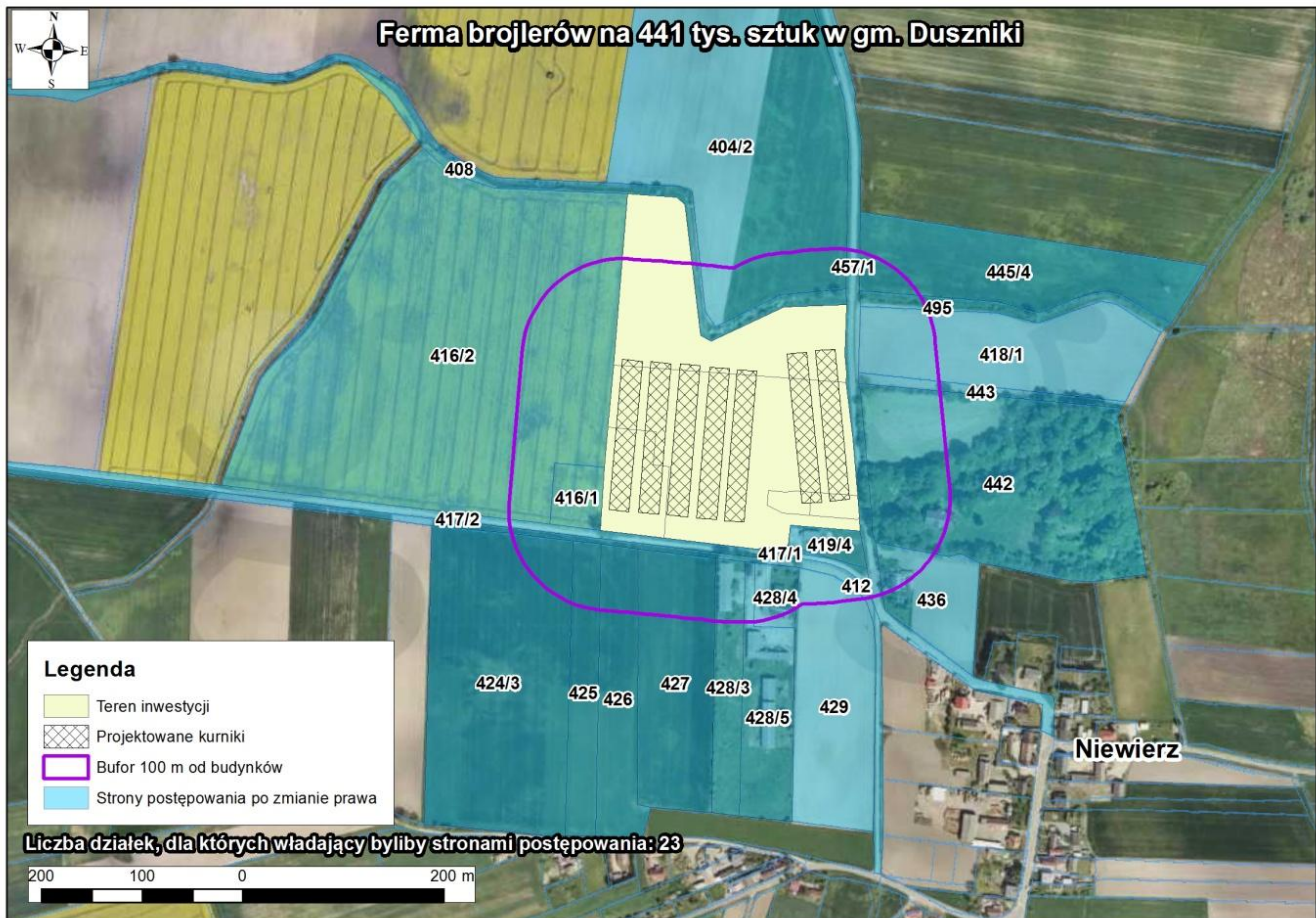 Ferma brojlerów na 441 tys. sztuk w gm. Duszniki
N
W E
S
404/2
408
457/1
445/4
495
418/1
416/2
443
442
416/1
417/2
417/1
419/4
412
428/4
436
424/3
425
426
427
428/3
428/5
429
Niewierz
Legenda
Teren inwestycji
Projektowane kurniki
Bufor 100 m od budynków
Strony postępowania po zmianie prawa
Liczba działek, dla których władający byliby stronami postępowania: 23
200 100 0 200 m